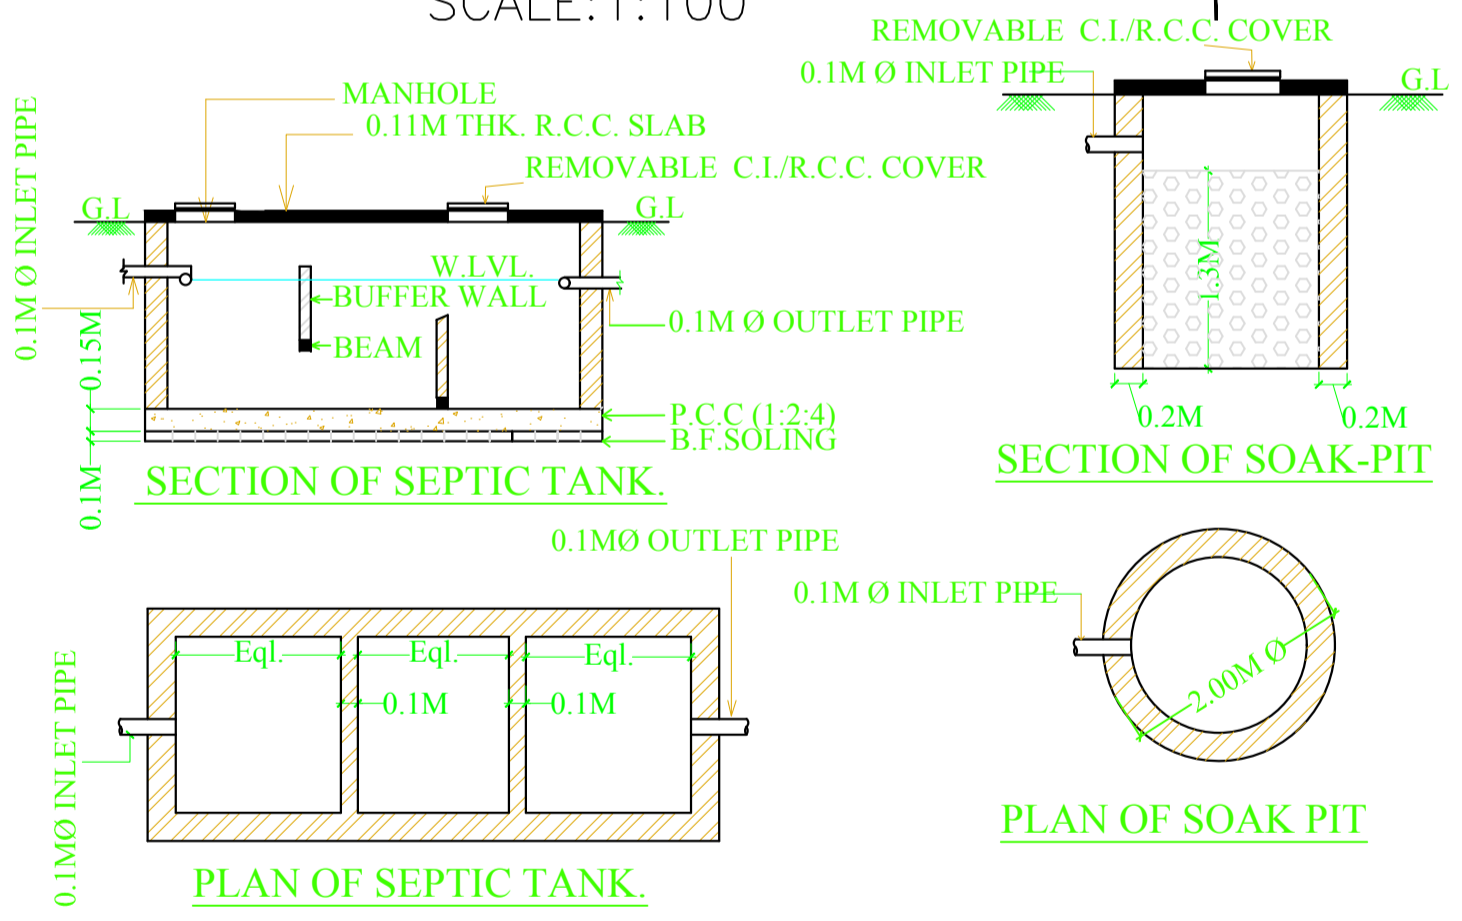 SCALE:1:100
REMOVABLE C.I./R.C.C. COVER
0.1M Ø INLET PIPE
G.L
MANHOLE
0.11M THK. R.C.C. SLAB
REMOVABLE C.I./R.C.C. COVER
0.1M Ø INLET PIPE
G.L
G.L
W.LVL.
BUFFER WALL
BEAM
0.1M Ø OUTLET PIPE
0.15M
0.1M
P.C.C (1:2:4)
B.F.SOLING
SECTION OF SEPTIC TANK.
1.3M
0.2M
0.2M
SECTION OF SOAK-PIT
0.1MØ OUTLET PIPE
0.1MØ INLET PIPE
Eql.
Eql.
Eql.
0.1M
0.1M
PLAN OF SEPTIC TANK.
0.1M Ø INLET PIPE
2.00M Ø
PLAN OF SOAK PIT